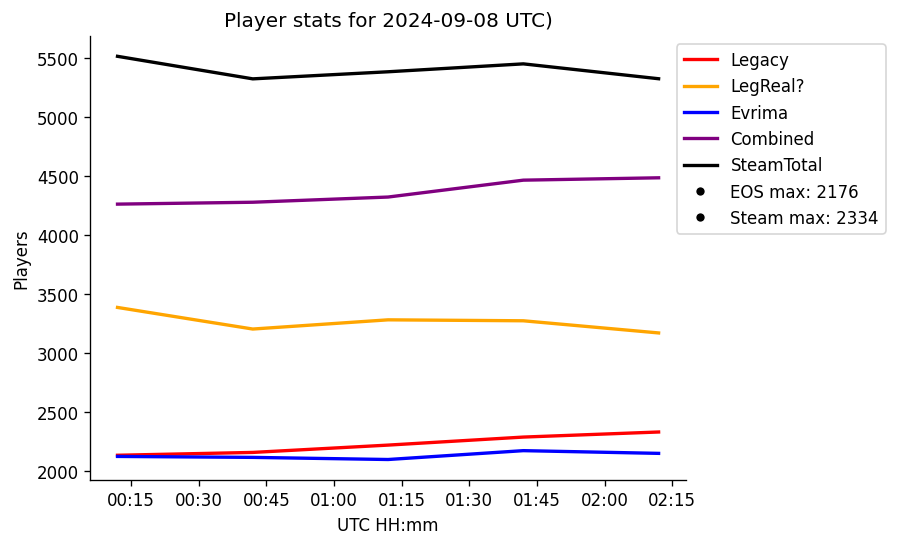 Player stats for 2024-09-08 UTC)
5500
5000
4500
4000
3500
3000
2500
2000
Players
00:15 00:30 00:45 01:00 01:15 01:30 01:45 02:00 02:15
UTC HH:mm
Legacy
LegReal?
Evrima
Combined
SteamTotal
EOS max: 2176
Steam max: 2334